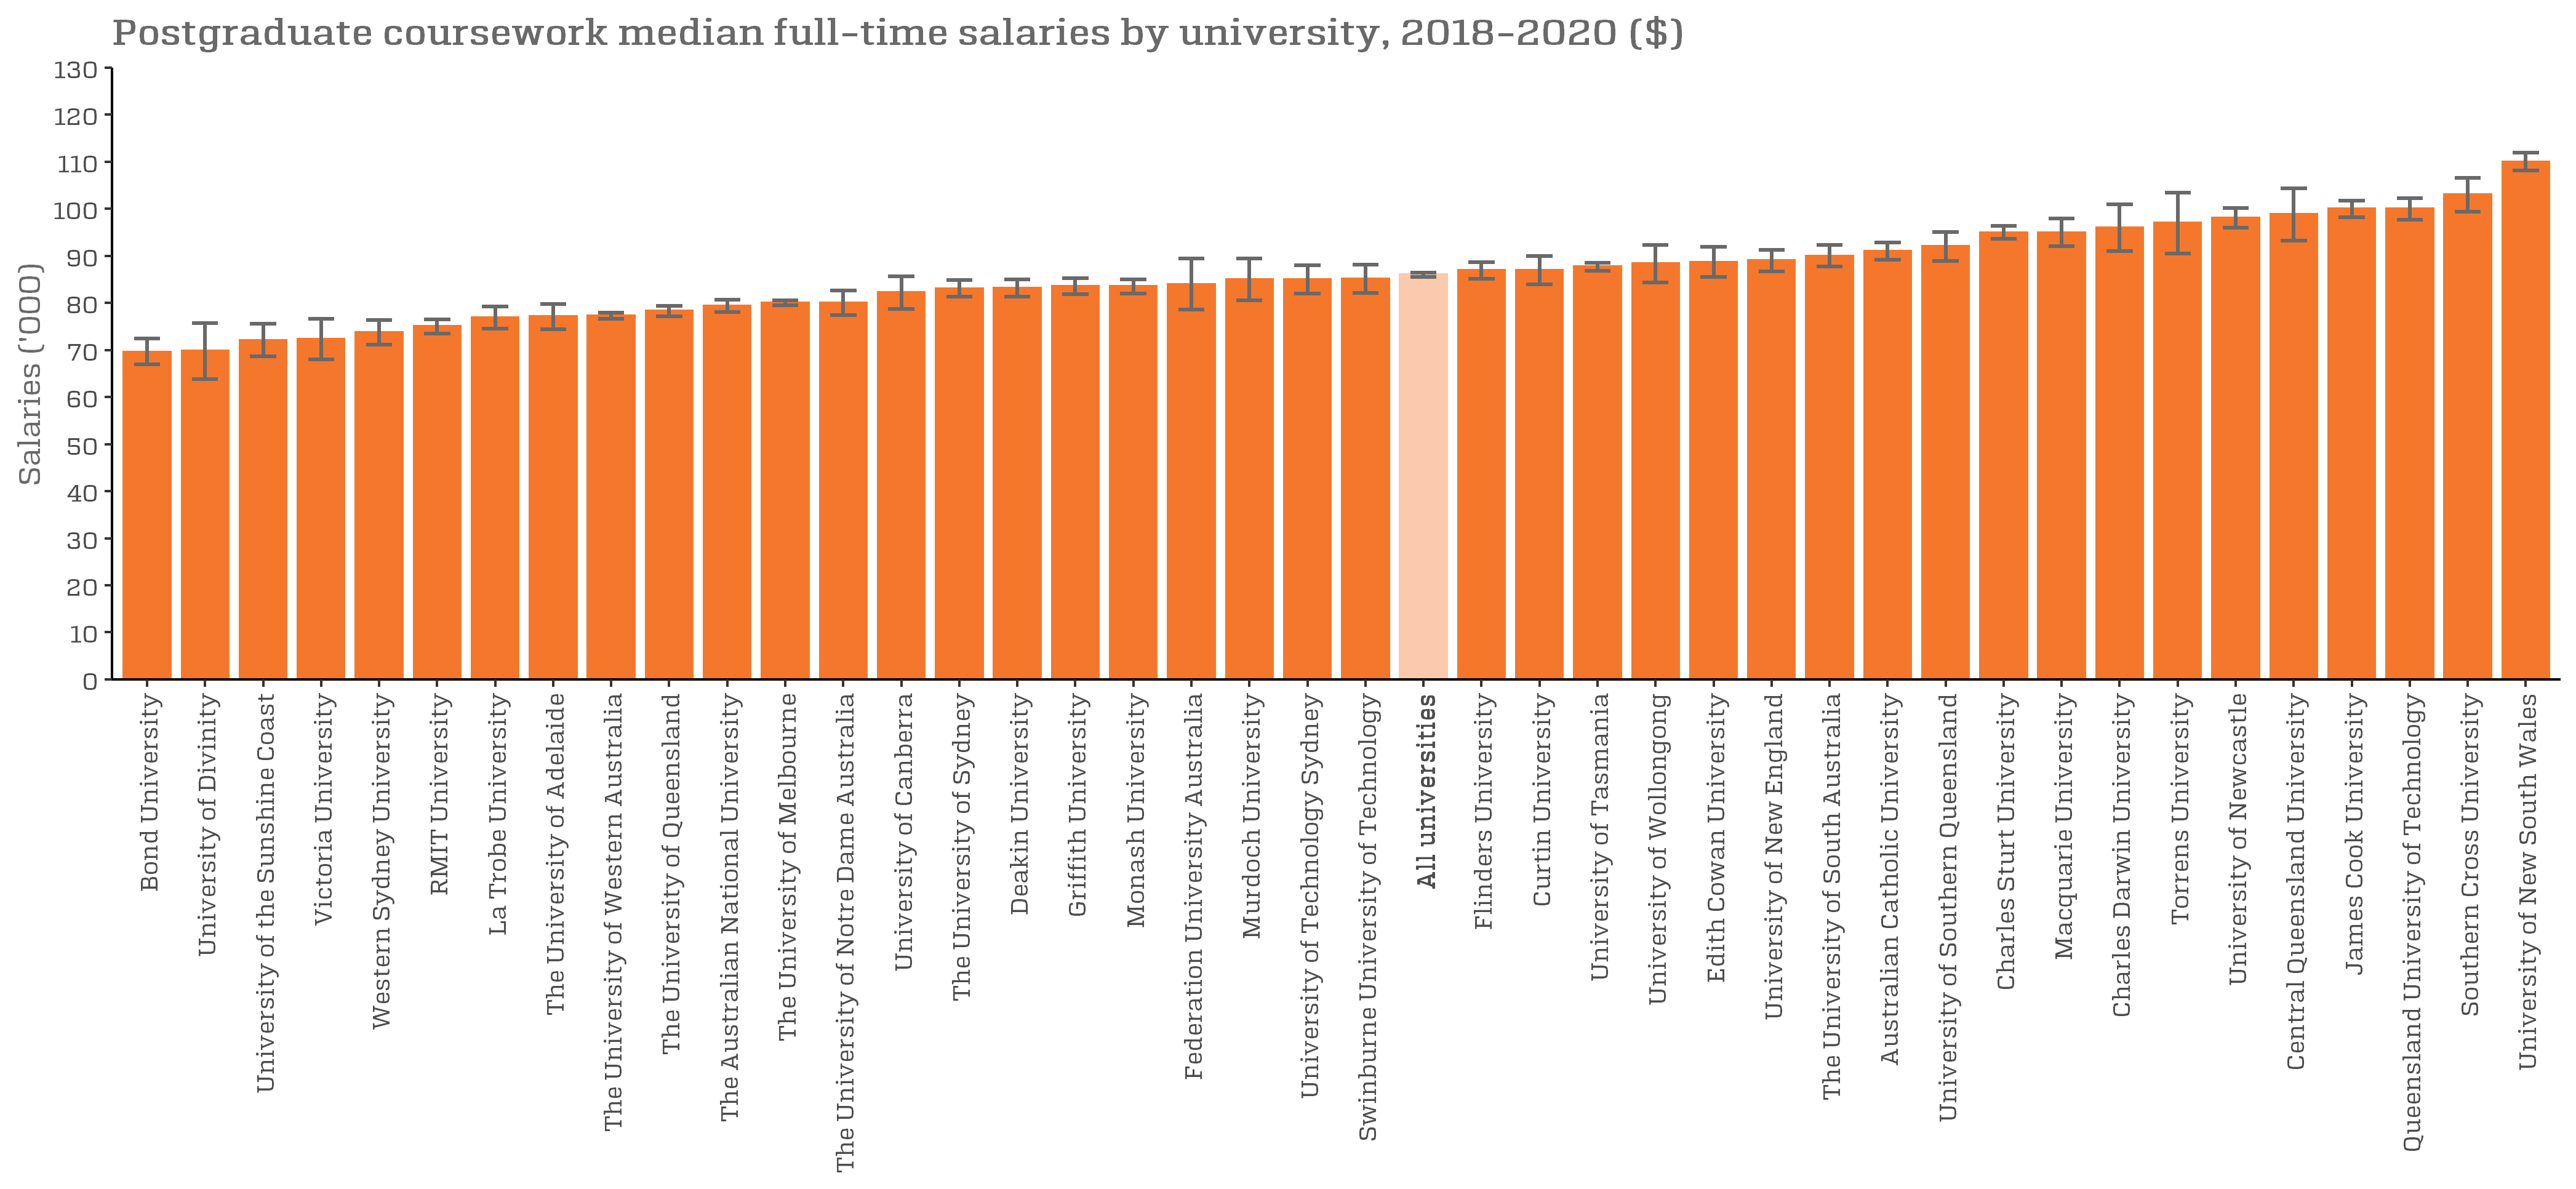 Postgraduate coursework median full-time salaries by university, 2018-2020 ($)
Salaries ('000)
130
120
110
100
90
80
70
60
50
40
30
20
10
0
Bond University
University of Divinity
University of the Sunshine Coast
Victoria University
Western Sydney University
RMIT University
La Trobe University
The University of Adelaide
The University of Western Australia
The University of Queensland
The Australian National University
The University of Melbourne
The University of Notre Dame Australia
University of Canberra
The University of Sydney
Deakin University
Griffith University
Monash University
Federation University Australia
Murdoch University
University of Technology Sydney
Swinburne University of Technology
All universities
Flinders University
Curtin University
University of Tasmania
University of Wollongong
Edith Cowan University
University of New England
The University of South Australia
Australian Catholic University
University of Southern Queensland
Charles Sturt University
Macquarie University
Charles Darwin University
Torrens University
University of Newcastle
Central Queensland University
James Cook University
Queensland University of Technology
Southern Cross University
University of New South Wales